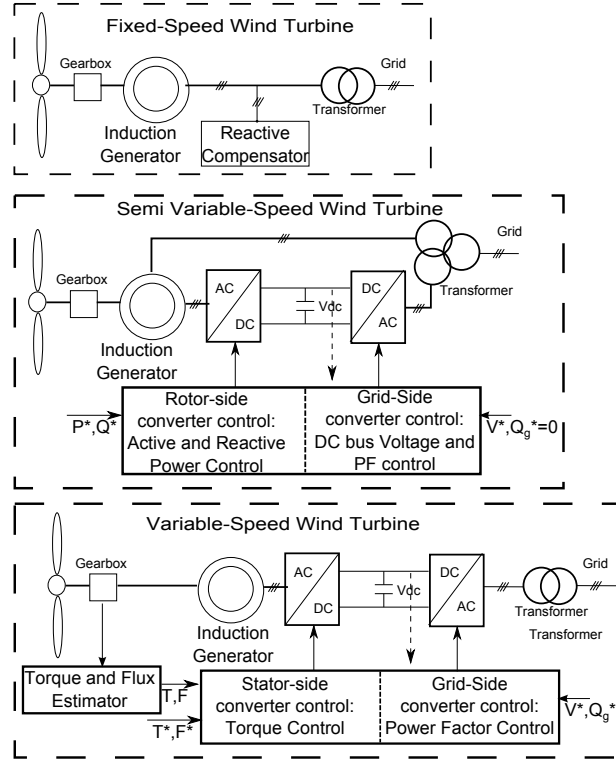 Fixed-Speed Wind Turbine
Gearbox
Grid
Transformer
Induction
Generator
Reactive
Compensator
Semi Variable-Speed Wind Turbine
Grid
Gearbox
AC
DC
Vdc
DC
AC
Transformer
Induction
Generator
P*,Q*
Rotor-side
converter control:
Active and Reactive
Power Control
Grid-Side
converter control:
DC bus Voltage and
PF control
V*,Qg*=0
Variable-Speed Wind Turbine
Gearbox
AC
DC
Vdc
DC
AC
Grid
Transformer
Transformer
Induction
Generator
Torque and Flux
Estimator
T,F
T*,F*
Stator-side
converter control:
Torque Control
Grid-Side
converter control:
Power Factor Control
V*,Qg*